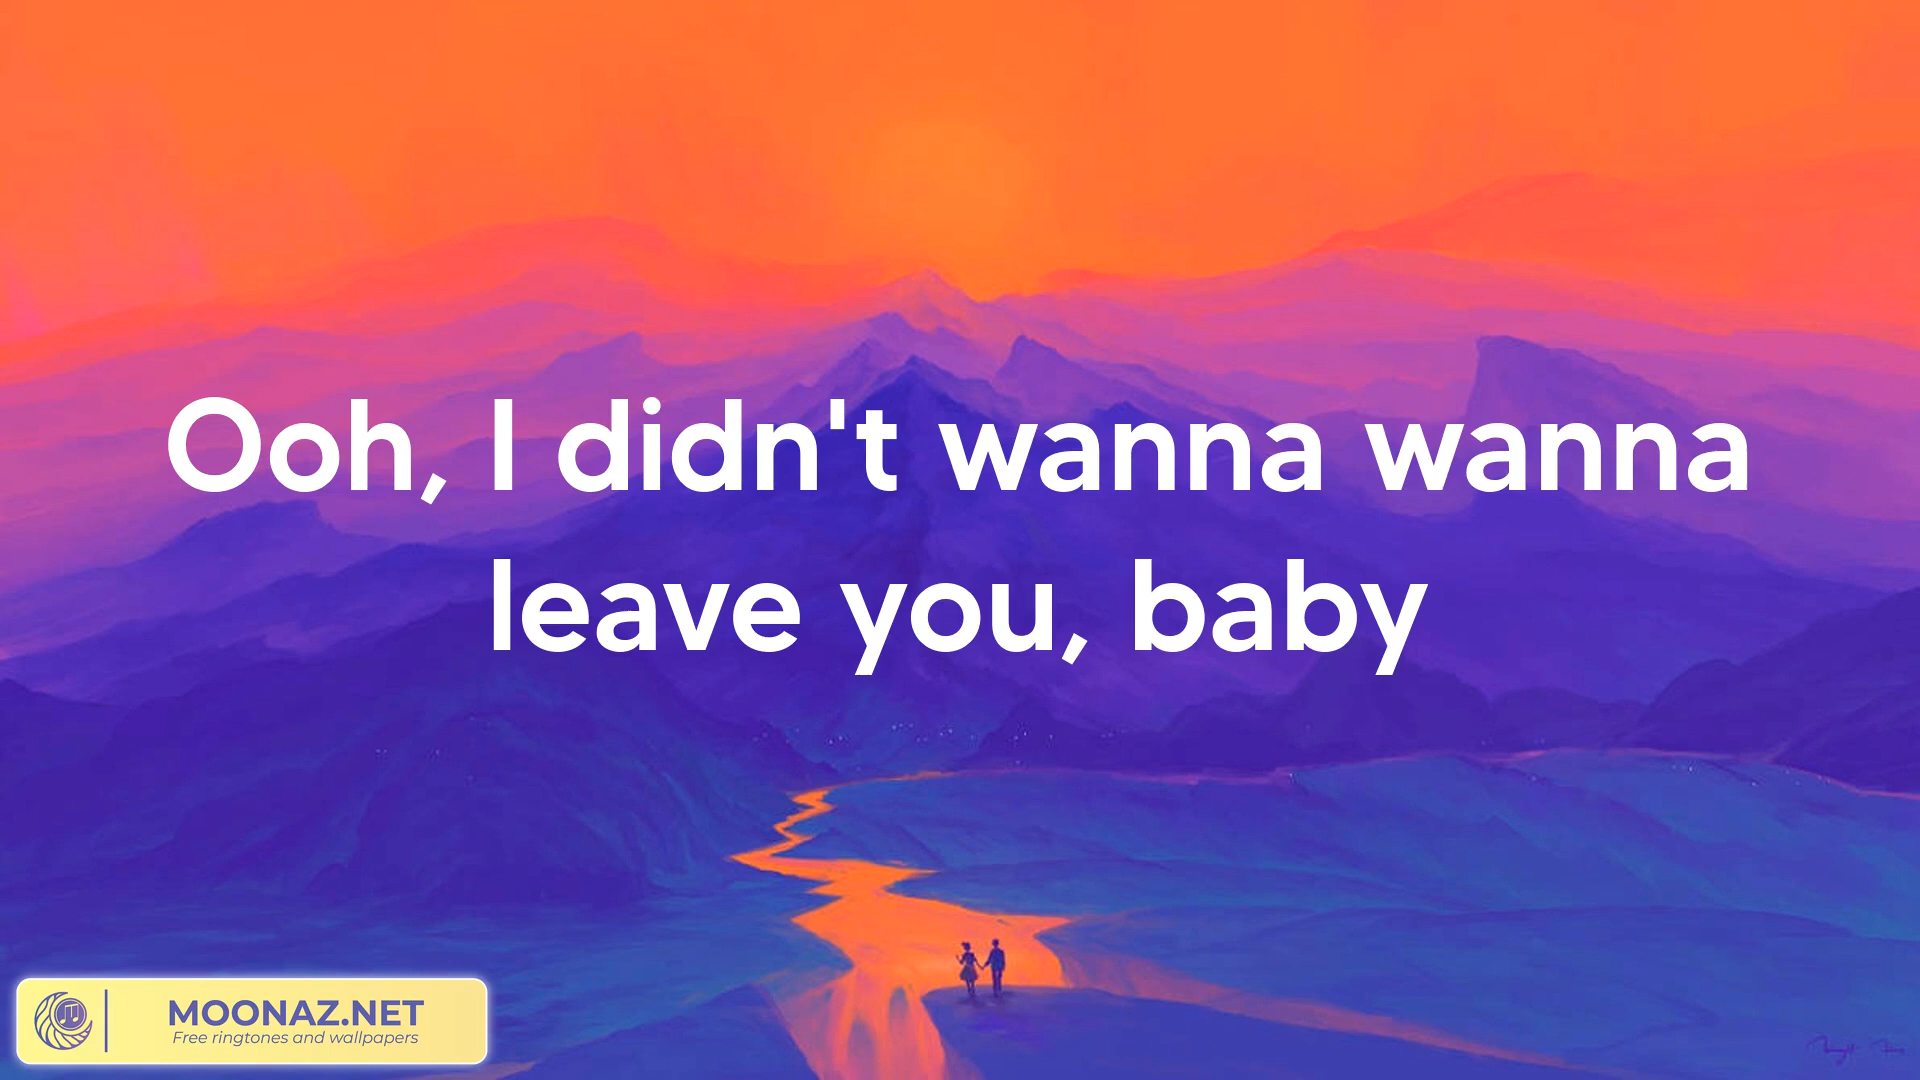 Ooh, I didn't wanna wanna
leave you, baby
MOONAZ.NET
Free ringtones and wallpapers